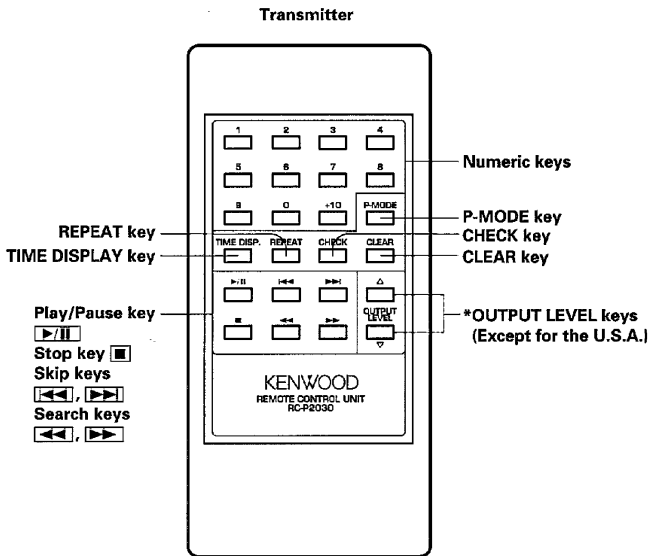 Transmitter
1 2 3 4
5 6 7 8
9 0 +10 P-MODE
TIME DISP. REPEAT CHECK CLEAR
▶/II |◀◀ ▶▶| △
■ ◀◀ ▶▶ OUTPUT
LEVEL
▽
KENWOOD
REMOTE CONTROL UNIT
RC-P2030
REPEAT key
TIME DISPLAY key
Play/Pause key
▶/II
Stop key ■
Skip keys
|◀◀ , ▶▶|
Search keys
◀◀ , ▶▶
Numeric keys
P-MODE key
CHECK key
CLEAR key
*OUTPUT LEVEL keys
(Except for the U.S.A.)